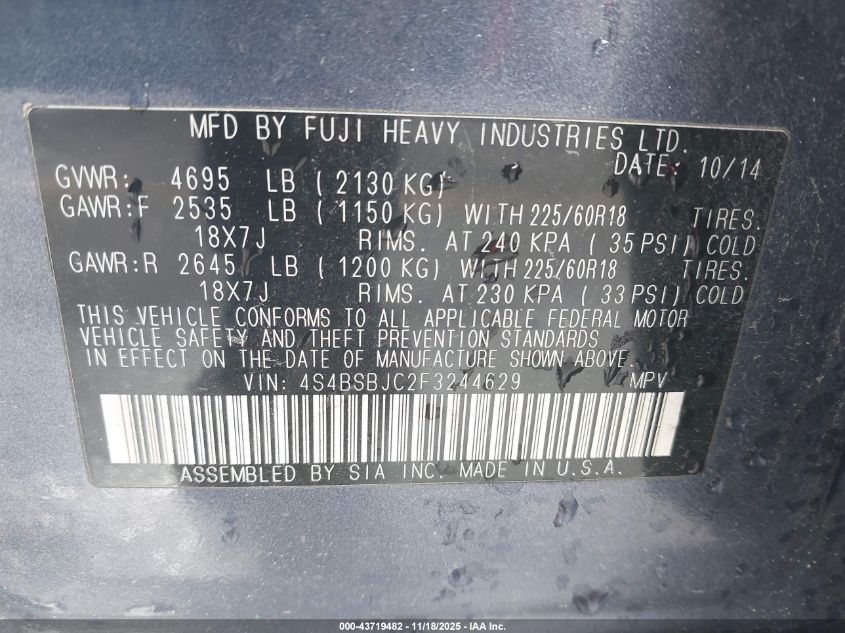 MFD BY FUJI HEAVY INDUSTRIES LTD.
DATE: 10/14
GVWR: 4695 LB ( 2130 KG)
GAWR:F 2535 LB ( 1150 KG) WITH 225/60R18 TIRES.
18X7J RIMS. AT 240 KPA ( 35 PSI) COLD
GAWR:R 2645 LB ( 1200 KG) WITH 225/60R18 TIRES.
18X7J RIMS. AT 230 KPA ( 33 PSI) COLD
THIS VEHICLE CONFORMS TO ALL APPLICABLE FEDERAL MOTOR
VEHICLE SAFETY AND THEFT PREVENTION STANDARDS
IN EFFECT ON THE DATE OF MANUFACTURE SHOWN ABOVE.
VIN: 4S4BSBJC2F3244629 MPV
ASSEMBLED BY SIA INC. MADE IN U.S.A.
000-43719482 - 11/18/2025 - IAA Inc.